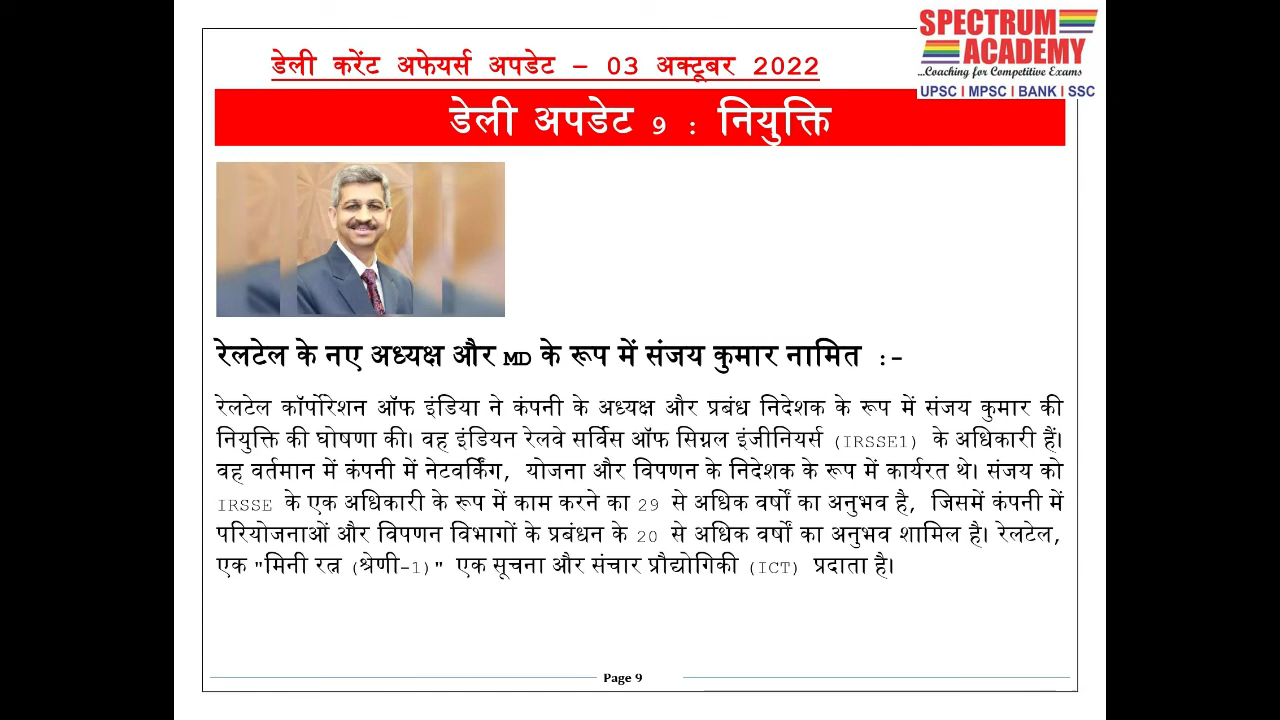 SPECTRUM
ACADEMY
...Coaching for Competitive Exams
UPSC | MPSC | BANK | SSC
डेली करेंट अफेयर्स अपडेट – 03 अक्टूबर 2022
डेली अपडेट 9 : नियुक्ति
रेलटेल के नए अध्यक्ष और MD के रूप में संजय कुमार नामित :-
रेलटेल कॉर्पोरेशन ऑफ इंडिया ने कंपनी के अध्यक्ष और प्रबंध निदेशक के रूप में संजय कुमार की
नियुक्ति की घोषणा की। वह इंडियन रेलवे सर्विस ऑफ सिग्नल इंजीनियर्स (IRSSE1) के अधिकारी हैं।
वह वर्तमान में कंपनी में नेटवर्किंग, योजना और विपणन के निदेशक के रूप में कार्यरत थे। संजय को
IRSSE के एक अधिकारी के रूप में काम करने का 29 से अधिक वर्षों का अनुभव है, जिसमें कंपनी में
परियोजनाओं और विपणन विभागों के प्रबंधन के 20 से अधिक वर्षों का अनुभव शामिल है। रेलटेल,
एक "मिनी रत्न (श्रेणी-1)" एक सूचना और संचार प्रौद्योगिकी (ICT) प्रदाता है।
Page 9